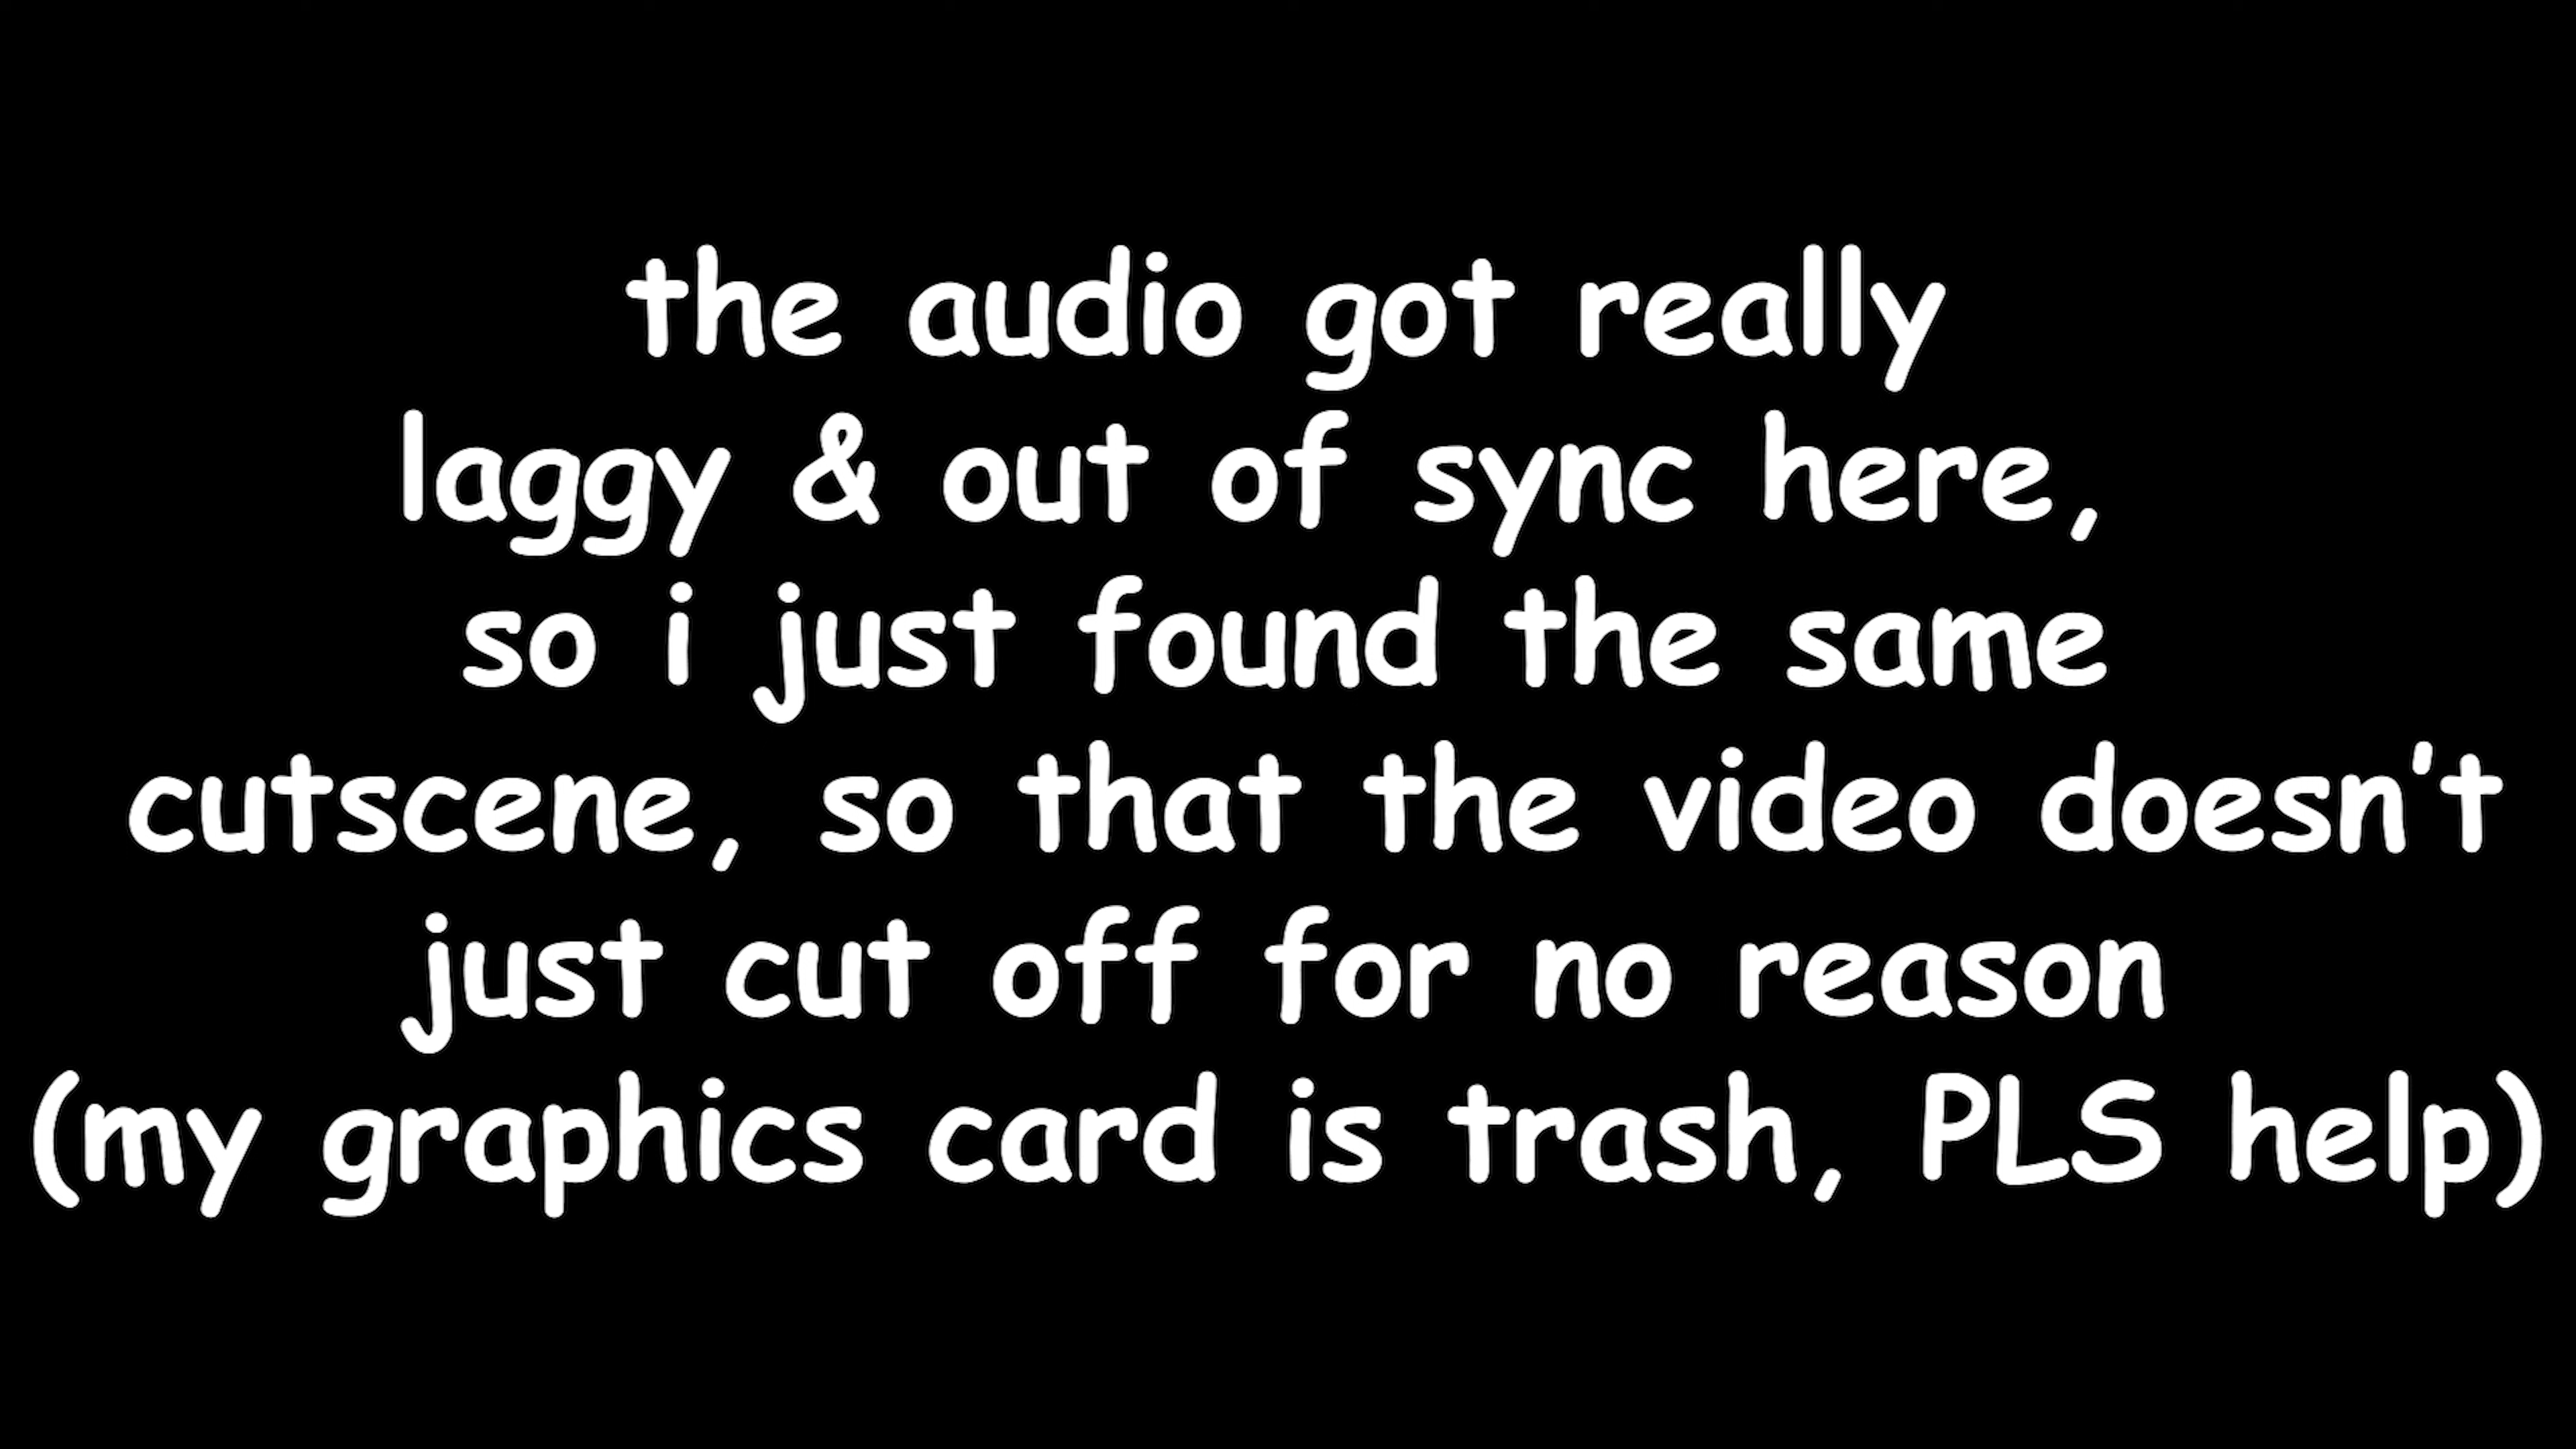 the audio got really
laggy & out of sync here,
so i just found the same
cutscene, so that the video doesn't
just cut off for no reason
(my graphics card is trash, PLS help)